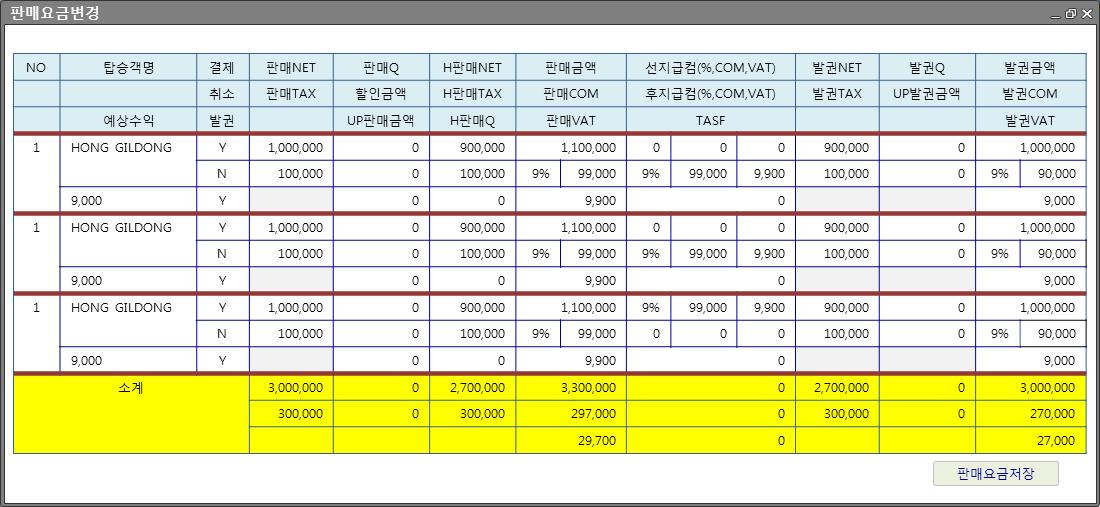 판매요금변경
NO 탑승객명 결제 판매NET 판매Q H판매NET 판매금액 선지급컴(%,COM,VAT) 발권NET 발권Q 발권금액
취소 판매TAX 할인금액 H판매TAX 판매COM 후지급컴(%,COM,VAT) 발권TAX UP발권금액 발권COM
예상수익 발권 UP판매금액 H판매Q 판매VAT TASF 발권VAT
1 HONG GILDONG Y 1,000,000 0 900,000 1,100,000 0 0 0 900,000 0 1,000,000
N 100,000 0 100,000 9% 99,000 9% 99,000 9,900 100,000 0 9% 90,000
9,000 Y 0 0 9,900 0 9,000
1 HONG GILDONG Y 1,000,000 0 900,000 1,100,000 0 0 0 900,000 0 1,000,000
N 100,000 0 100,000 9% 99,000 9% 99,000 9,900 100,000 0 9% 90,000
9,000 Y 0 0 9,900 0 9,000
1 HONG GILDONG Y 1,000,000 0 900,000 1,100,000 9% 99,000 9,900 900,000 0 1,000,000
N 100,000 0 100,000 9% 99,000 0 0 0 100,000 0 9% 90,000
9,000 Y 0 0 9,900 0 9,000
소계 3,000,000 0 2,700,000 3,300,000 0 2,700,000 0 3,000,000
300,000 0 300,000 297,000 0 300,000 0 270,000
29,700 0 27,000
판매요금저장